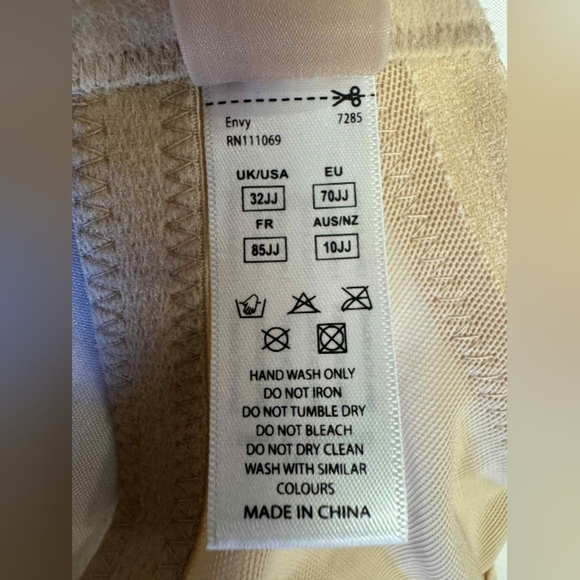 Envy 7285
RN111069
UK/USA EU
32JJ 70JJ
FR AUS/NZ
85JJ 10JJ
HAND WASH ONLY
DO NOT IRON
DO NOT TUMBLE DRY
DO NOT BLEACH
DO NOT DRY CLEAN
WASH WITH SIMILAR
COLOURS
MADE IN CHINA